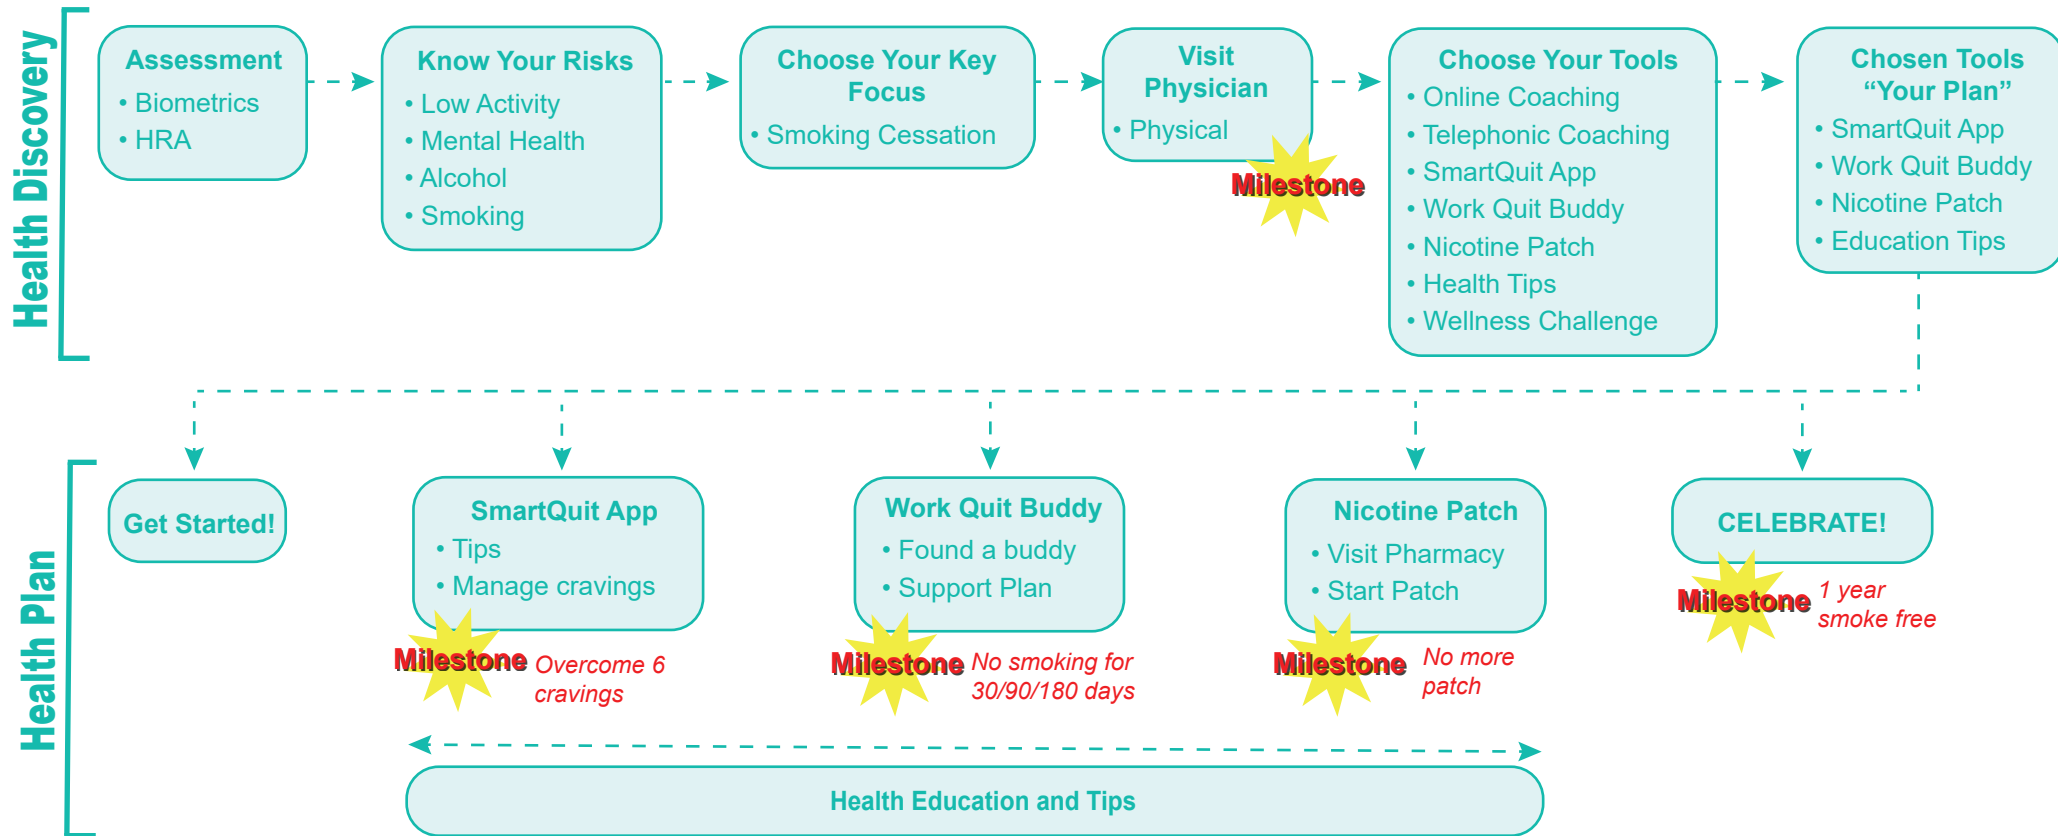 Health Discovery
Assessment
• Biometrics
• HRA
Know Your Risks
• Low Activity
• Mental Health
• Alcohol
• Smoking
Choose Your Key
Focus
• Smoking Cessation
Visit
Physician
• Physical
Milestone
Choose Your Tools
• Online Coaching
• Telephonic Coaching
• SmartQuit App
• Work Quit Buddy
• Nicotine Patch
• Health Tips
• Wellness Challenge
Chosen Tools
“Your Plan”
• SmartQuit App
• Work Quit Buddy
• Nicotine Patch
• Education Tips
Health Plan
Get Started!
SmartQuit App
• Tips
• Manage cravings
Milestone
Overcome 6
cravings
Work Quit Buddy
• Found a buddy
• Support Plan
Milestone
No smoking for
30/90/180 days
Nicotine Patch
• Visit Pharmacy
• Start Patch
Milestone
No more
patch
CELEBRATE!
Milestone
1 year
smoke free
Health Education and Tips